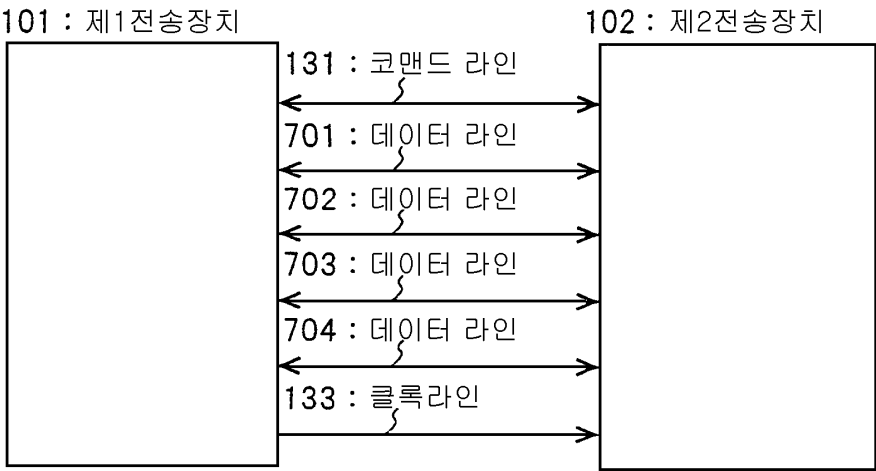 101 : 제1전송장치
102 : 제2전송장치
131 : 코맨드 라인
701 : 데이터 라인
702 : 데이터 라인
703 : 데이터 라인
704 : 데이터 라인
133 : 클록라인